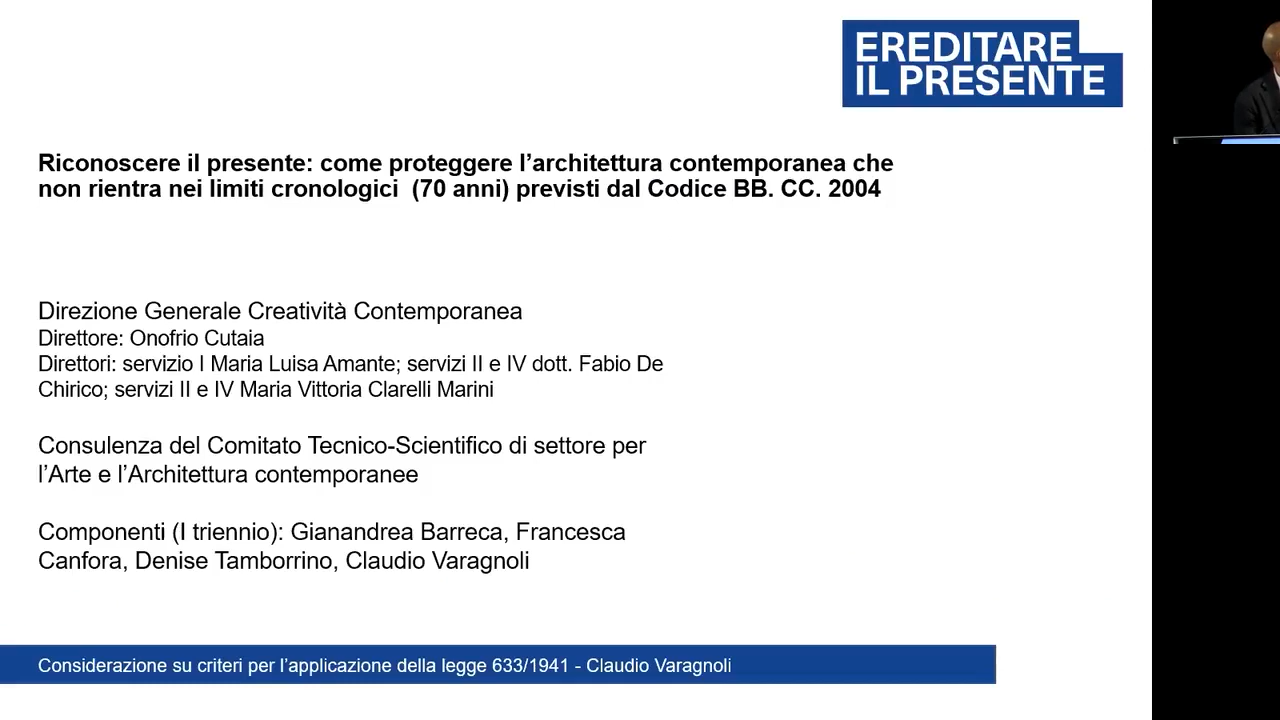 EREDITARE
IL PRESENTE
Riconoscere il presente: come proteggere l’architettura contemporanea che
non rientra nei limiti cronologici  (70 anni) previsti dal Codice BB. CC. 2004
Direzione Generale Creatività Contemporanea
Direttore: Onofrio Cutaia
Direttori: servizio I Maria Luisa Amante; servizi II e IV dott. Fabio De
Chirico; servizi II e IV Maria Vittoria Clarelli Marini
Consulenza del Comitato Tecnico-Scientifico di settore per
l’Arte e l’Architettura contemporanee
Componenti (I triennio): Gianandrea Barreca, Francesca
Canfora, Denise Tamborrino, Claudio Varagnoli
Considerazione su criteri per l’applicazione della legge 633/1941 - Claudio Varagnoli